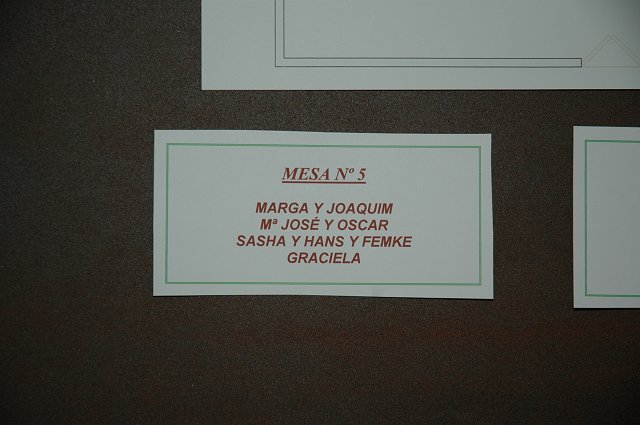 MESA Nº 5
MARGA Y JOAQUIM
Mª JOSÉ Y OSCAR
SASHA Y HANS Y FEMKE
GRACIELA